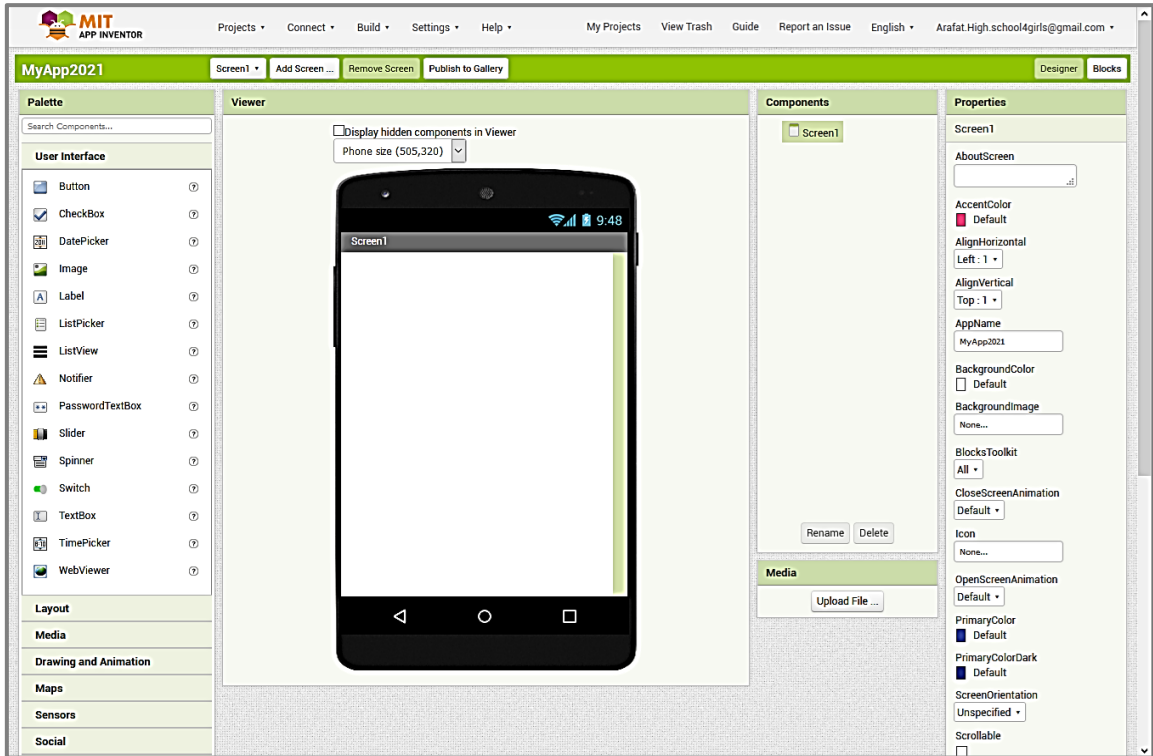 MIT
APP INVENTOR
Projects Connect Build Settings Help My Projects View Trash Guide Report an Issue English Arafat.High.school4girls@gmail.com
MyApp2021 Screen1 Add Screen ... Remove Screen Publish to Gallery Designer Blocks
Palette
Search Components...
User Interface
Button
CheckBox
DatePicker
Image
Label
ListPicker
ListView
Notifier
PasswordTextBox
Slider
Spinner
Switch
TextBox
TimePicker
WebViewer
Layout
Media
Drawing and Animation
Maps
Sensors
Social
Viewer
Display hidden components in Viewer
Phone size (505,320)
9:48
Screen1
Components
Screen1
Rename Delete
Media
Upload File ...
Properties
Screen1
AboutScreen
AccentColor
Default
AlignHorizontal
Left : 1
AlignVertical
Top : 1
AppName
MyApp2021
BackgroundColor
Default
BackgroundImage
None...
BlocksToolkit
All
CloseScreenAnimation
Default
Icon
None...
OpenScreenAnimation
Default
PrimaryColor
Default
PrimaryColorDark
Default
ScreenOrientation
Unspecified
Scrollable